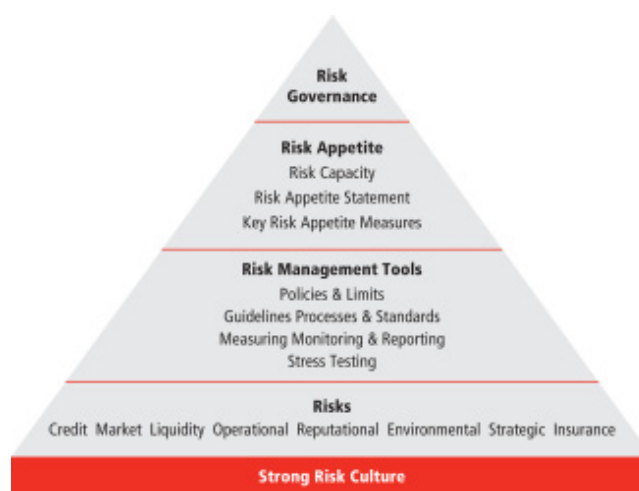 Risk
Governance
Risk Appetite
Risk Capacity
Risk Appetite Statement
Key Risk Appetite Measures
Risk Management Tools
Policies & Limits
Guidelines Processes & Standards
Measuring Monitoring & Reporting
Stress Testing
Risks
Credit Market Liquidity Operational Reputational Environmental Strategic Insurance
Strong Risk Culture